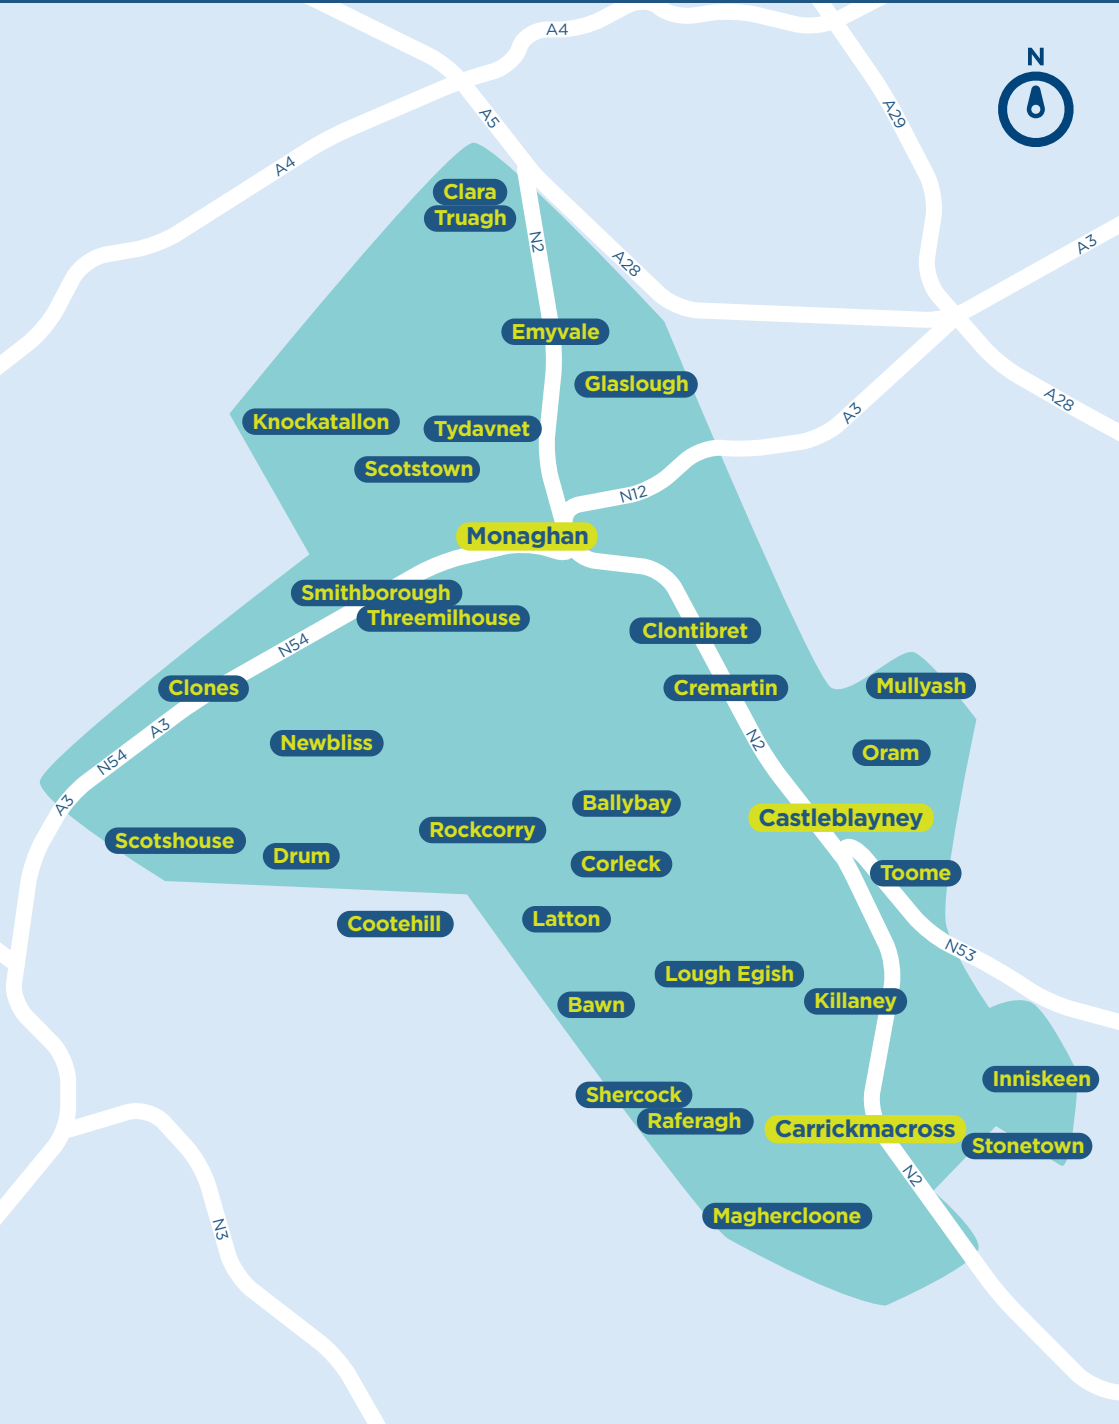 A4
N
A5
A29
A4
Clara
Truagh
N2
A28
A3
Emyvale
Glaslough
A28
A3
Knockatallon
Tydavnet
Scotstown
N12
Monaghan
Smithborough
Threemilhouse
Clontibret
N54
Clones
Cremartin
Mullyash
A3
Newbliss
N2
Oram
N54
A3
Ballybay
Castleblayney
Rockcorry
Scotshouse
Drum
Corleck
Toome
Cootehill
Latton
N53
Lough Egish
Killaney
Bawn
Inniskeen
Shercock
Raferagh
Carrickmacross
Stonetown
N2
Maghercloone
N3